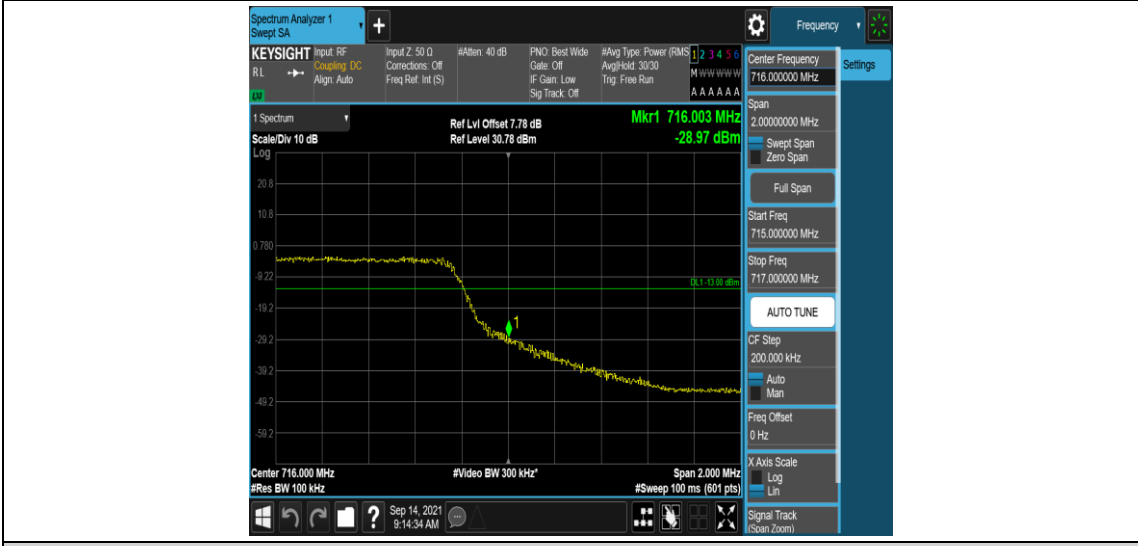 Spectrum Analyzer 1
Swept SA
+
Frequency
KEYSIGHT
RL
Input: RF
Coupling: DC
Align: Auto
Input Z: 50 Ω
Corrections: Off
Freq Ref: Int (S)
#Atten: 40 dB
PNO: Best Wide
Gate: Off
IF Gain: Low
Sig Track: Off
#Avg Type: Power (RMS
Avg|Hold: 30/30
Trig: Free Run
1 2 3 4 5 6
M W W W W W
A A A A A A
1 Spectrum
Scale/Div 10 dB
Log
Ref Lvl Offset 7.78 dB
Ref Level 30.78 dBm
Mkr1 716.003 MHz
-28.97 dBm
20.8
10.8
0.780
-9.22
-19.2
-29.2
-39.2
-49.2
-59.2
DL1 -13.00 dBm
1
Center 716.000 MHz
#Res BW 100 kHz
#Video BW 300 kHz*
Span 2.000 MHz
#Sweep 100 ms (601 pts)
?
Sep 14, 2021
9:14:34 AM
Center Frequency
716.000000 MHz
Span
2.00000000 MHz
Swept Span
Zero Span
Full Span
Start Freq
715.000000 MHz
Stop Freq
717.000000 MHz
AUTO TUNE
CF Step
200.000 kHz
Auto
Man
Freq Offset
0 Hz
X Axis Scale
Log
Lin
Signal Track
(Span Zoom)
Settings